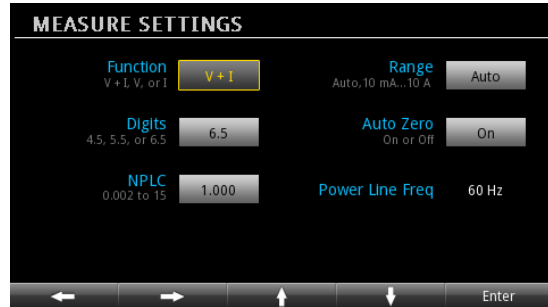 MEASURE SETTINGS
Function
V + I, V, or I
V + I
Range
Auto,10 mA...10 A
Auto
Digits
4.5, 5.5, or 6.5
6.5
Auto Zero
On or Off
On
NPLC
0.002 to 15
1.000
Power Line Freq
60 Hz
Enter